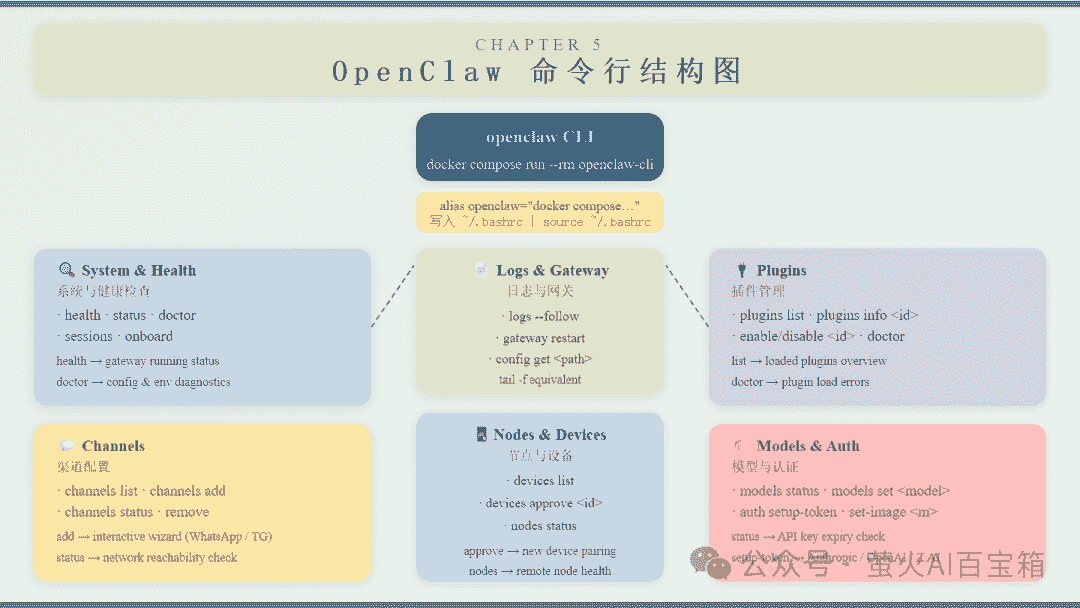 CHAPTER 5
OpenClaw 命令行结构图
openclaw CLI
docker compose run --rm openclaw-cli
alias openclaw="docker compose…"
写入 ~/.bashrc | source ~/.bashrc
System & Health
系统与健康检查
· health · status · doctor
· sessions · onboard
health → gateway running status
doctor → config & env diagnostics
Logs & Gateway
日志与网关
· logs --follow
· gateway restart
· config get <path>
tail -f equivalent
Plugins
插件管理
· plugins list · plugins info <id>
· enable/disable <id> · doctor
list → loaded plugins overview
doctor → plugin load errors
Channels
渠道配置
· channels list · channels add
· channels status · remove
add → interactive wizard (WhatsApp / TG)
status → network reachability check
Nodes & Devices
节点与设备
· devices list
· devices approve <id>
· nodes status
approve → new device pairing
nodes → remote node health
Models & Auth
模型与认证
· models status · models set <model>
· auth setup-token · set-image <m>
status → API key expiry check
setup-token → Anthropic / OpenAI /
公众号 · 萤火AI百宝箱